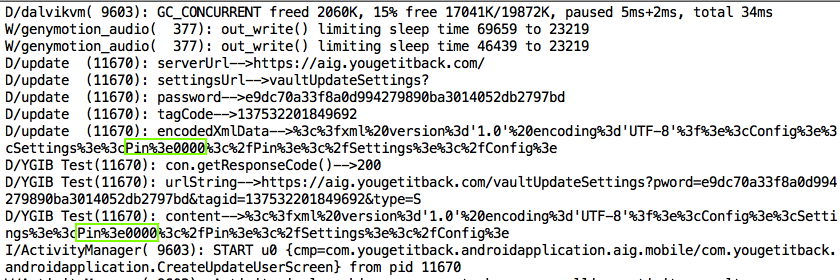 D/dalvikvm( 9603): GC_CONCURRENT freed 2060K, 15% free 17041K/19872K, paused 5ms+2ms, total 34ms
W/genymotion_audio(  377): out_write() limiting sleep time 69659 to 23219
W/genymotion_audio(  377): out_write() limiting sleep time 46439 to 23219
D/update  (11670): serverUrl-->https://aig.yougetitback.com/
D/update  (11670): settingsUrl-->vaultUpdateSettings?
D/update  (11670): password-->e9dc70a33f8a0d994279890ba3014052db2797bd
D/update  (11670): tagCode-->137532201849692
D/update  (11670): encodedXmlData-->%3c%3fxml%20version%3d'1.0'%20encoding%3d'UTF-8'%3f%3e%3cConfig%3e%3
cSettings%3e%3cPin%3e0000%3c%2fPin%3e%3c%2fSettings%3e%3c%2fConfig%3e
D/YGIB Test(11670): con.getResponseCode()-->200
D/YGIB Test(11670): urlString-->https://aig.yougetitback.com/vaultUpdateSettings?pword=e9dc70a33f8a0d994
279890ba3014052db2797bd&tagid=137532201849692&type=S
D/YGIB Test(11670): content-->%3c%3fxml%20version%3d'1.0'%20encoding%3d'UTF-8'%3f%3e%3cConfig%3e%3cSetti
ngs%3e%3cPin%3e0000%3c%2fPin%3e%3c%2fSettings%3e%3c%2fConfig%3e
I/ActivityManager( 9603): START u0 {cmp=com.yougetitback.androidapplication.aig.mobile/com.yougetitback.
androidapplication.CreateUpdateUserScreen} from pid 11670